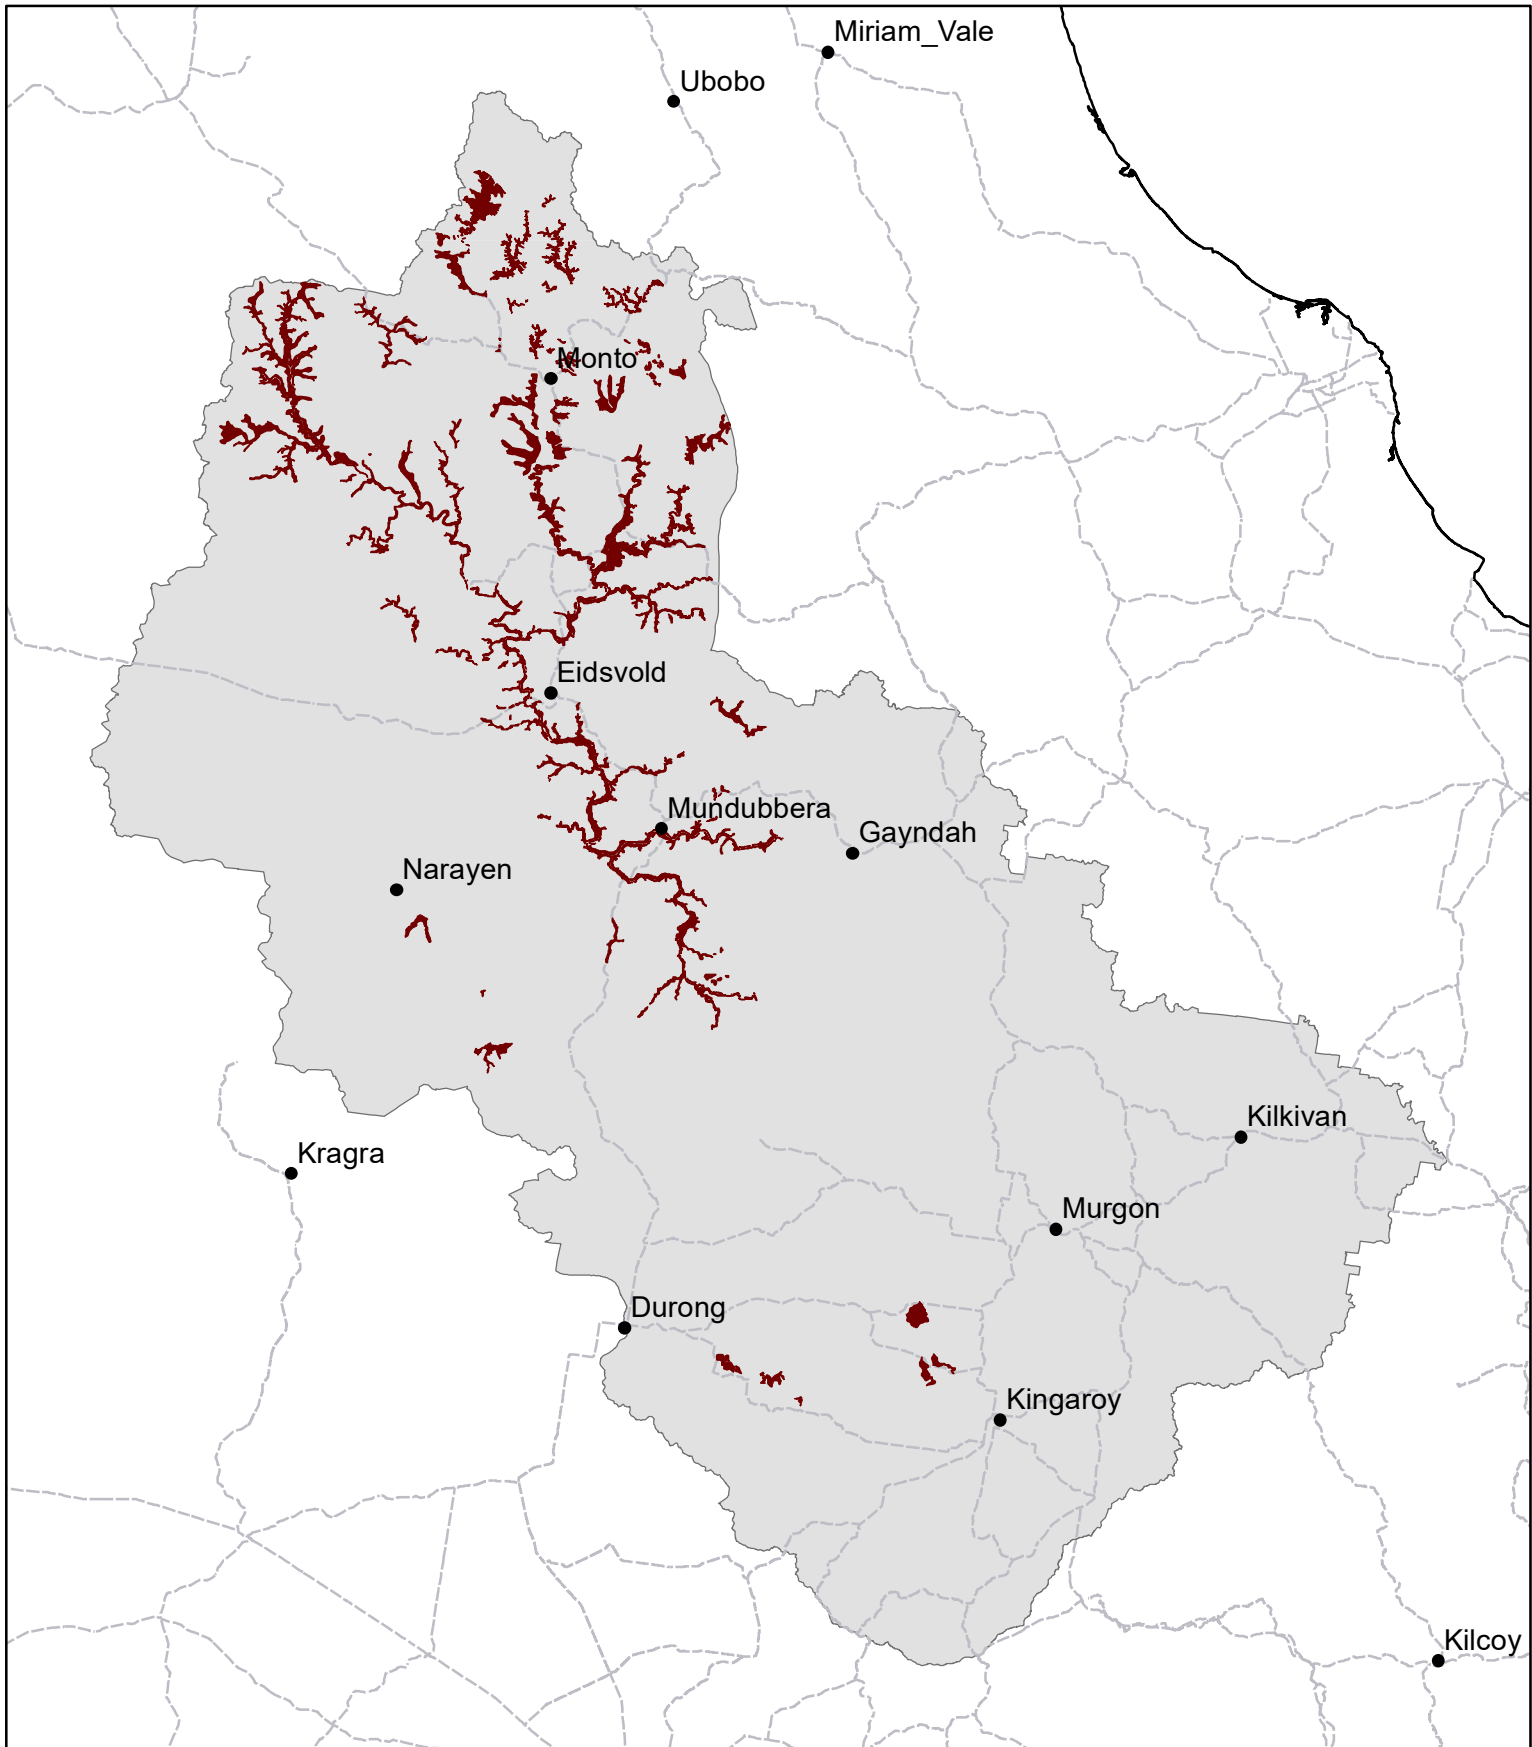 Miriam_Vale
Ubobo
Monto
Eidsvold
Mundubbera
Gayndah
Narayen
Kilkivan
Kragra
Murgon
Durong
Kingaroy
Kilcoy